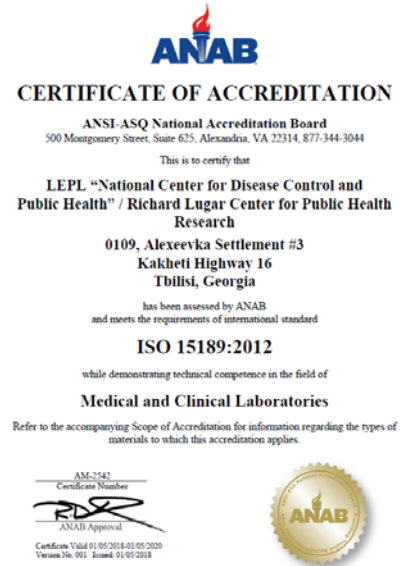 ANAB
CERTIFICATE OF ACCREDITATION
ANSI-ASQ National Accreditation Board
500 Montgomery Street, Suite 625, Alexandria, VA 22314, 877-344-3044
This is to certify that
LEPL “National Center for Disease Control and
Public Health” / Richard Lugar Center for Public Health
Research
0109, Alexeevka Settlement #3
Kakheti Highway 16
Tbilisi, Georgia
has been assessed by ANAB
and meets the requirements of international standard
ISO 15189:2012
while demonstrating technical competence in the field of
Medical and Clinical Laboratories
Refer to the accompanying Scope of Accreditation for information regarding the types of
materials to which this accreditation applies.
AM-2542
Certificate Number
ANAB Approval
Certificate Valid 01/05/2018-01/05/2020
Version No. 001 Issued: 01/05/2018
ANAB